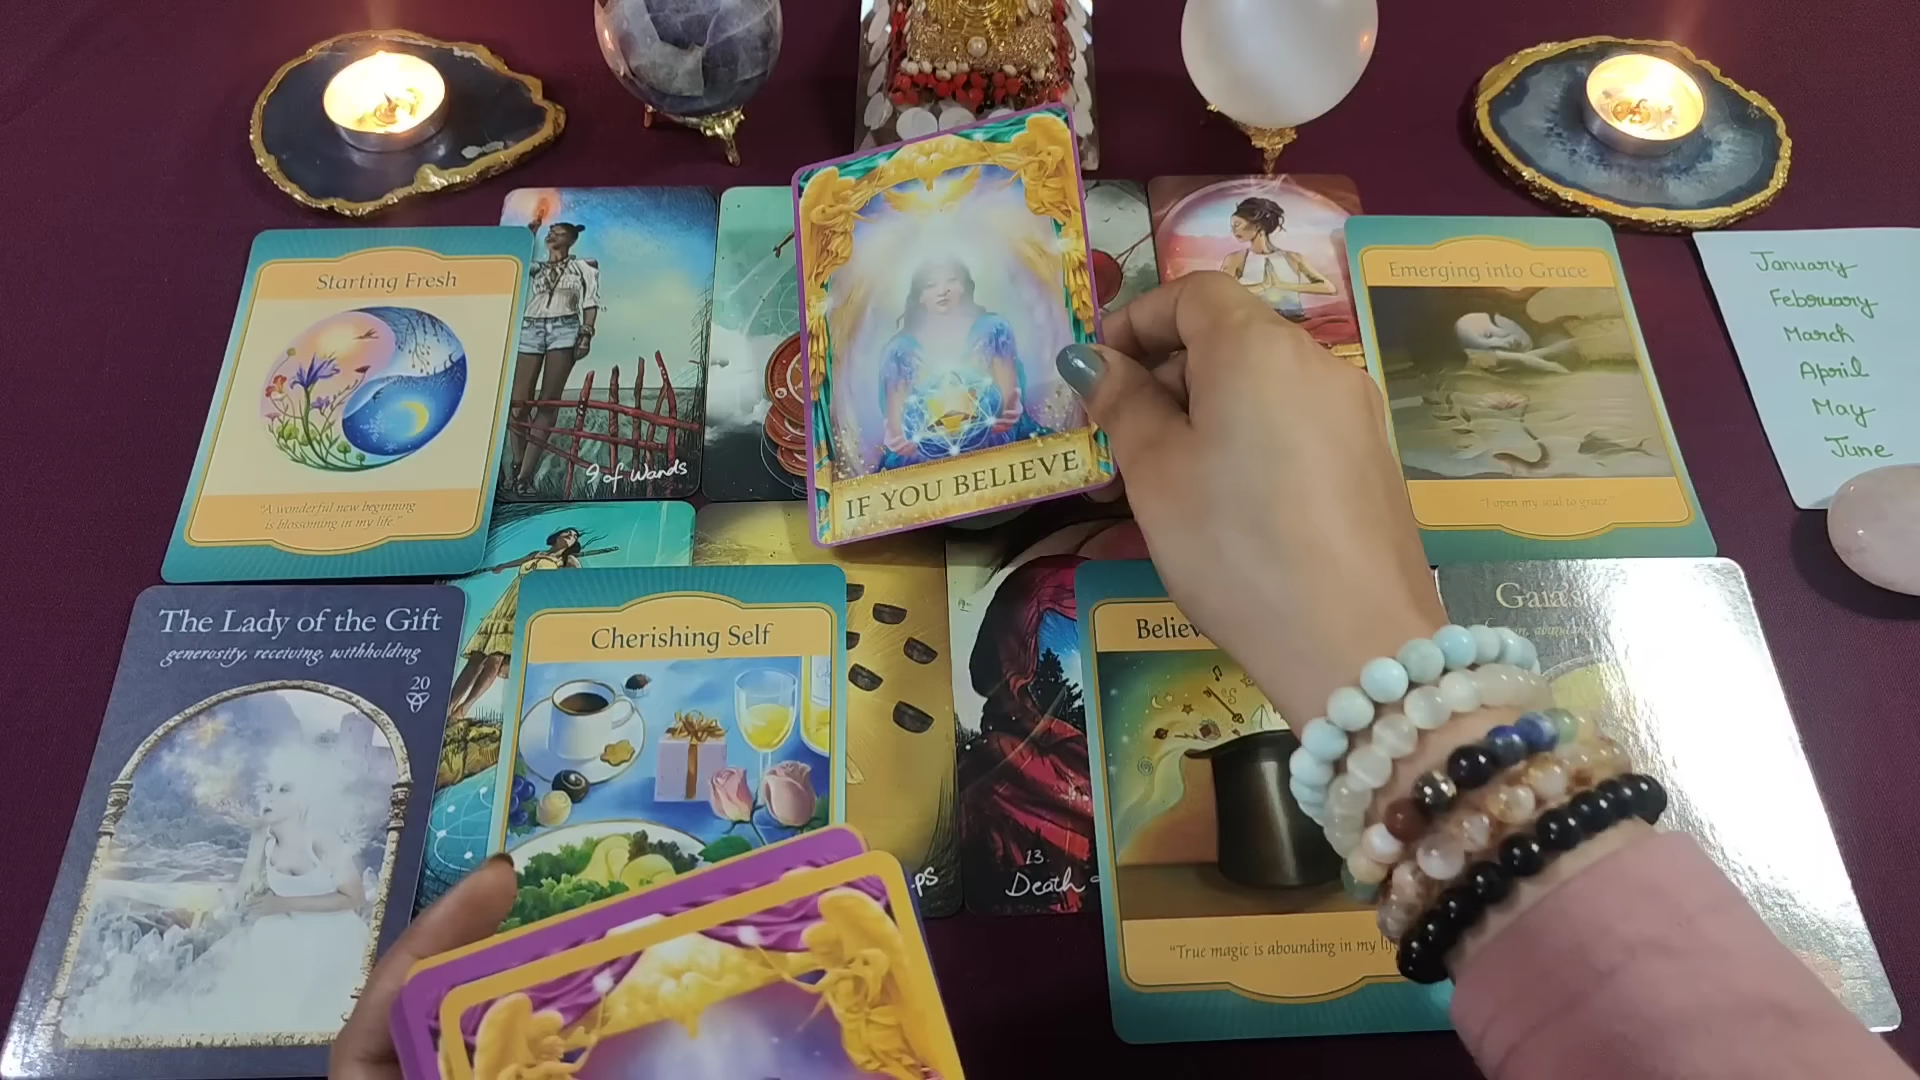 Starting Fresh
"A wonderful new beginning
is blossoming in my life."
9 of Wands
IF YOU BELIEVE
Emerging into Grace
"I open my soul to grace"
January
February
March
April
May
June
The Lady of the Gift
generosity, receiving, withholding
20
Cherishing Self
13.
Death
"True magic is abounding in my
Gaia's